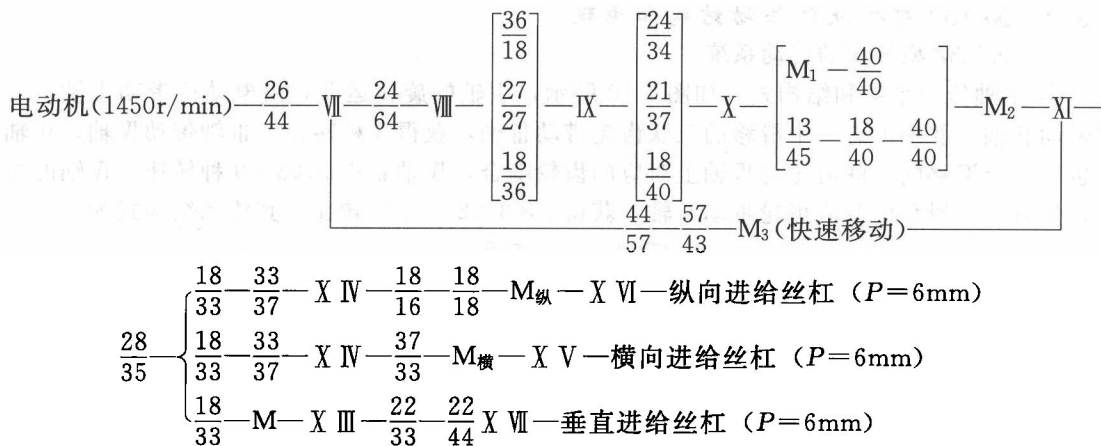 36/18 24/34
M₁—40/40
27/27 21/37
电动机(1450r/min)—26/44—Ⅶ—24/64—Ⅷ—Ⅸ—Ⅹ—M₂—Ⅺ—
13/45—18/40—40/40
18/36 18/40
44/57—57/43—M₃(快速移动)
18/33—33/37—ⅩⅣ—18/16—18/18—M纵—ⅩⅥ—纵向进给丝杠(P=6mm)
28/35—18/33—33/37—ⅩⅣ—37/33—M横—ⅩⅤ—横向进给丝杠(P=6mm)
18/33—M—ⅩⅢ—22/33—22/44ⅩⅦ—垂直进给丝杠(P=6mm)